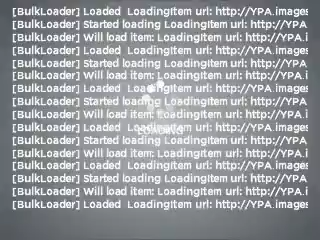 [BulkLoader] Loaded  LoadingItem url: http://YPA.images
[BulkLoader] Started loading LoadingItem url: http://YPA
[BulkLoader] Will load item: LoadingItem url: http://YPA.i
[BulkLoader] Loaded  LoadingItem url: http://YPA.images
[BulkLoader] Started loading LoadingItem url: http://YPA
[BulkLoader] Will load item: LoadingItem url: http://YPA.i
[BulkLoader] Loaded  LoadingItem url: http://YPA.images
[BulkLoader] Started loading LoadingItem url: http://YPA
[BulkLoader] Will load item: LoadingItem url: http://YPA.i
[BulkLoader] Loaded  LoadingItem url: http://YPA.images
LOADING
[BulkLoader] Started loading LoadingItem url: http://YPA
[BulkLoader] Will load item: LoadingItem url: http://YPA.i
[BulkLoader] Loaded  LoadingItem url: http://YPA.images
[BulkLoader] Started loading LoadingItem url: http://YPA
[BulkLoader] Will load item: LoadingItem url: http://YPA.i
[BulkLoader] Loaded  LoadingItem url: http://YPA.images